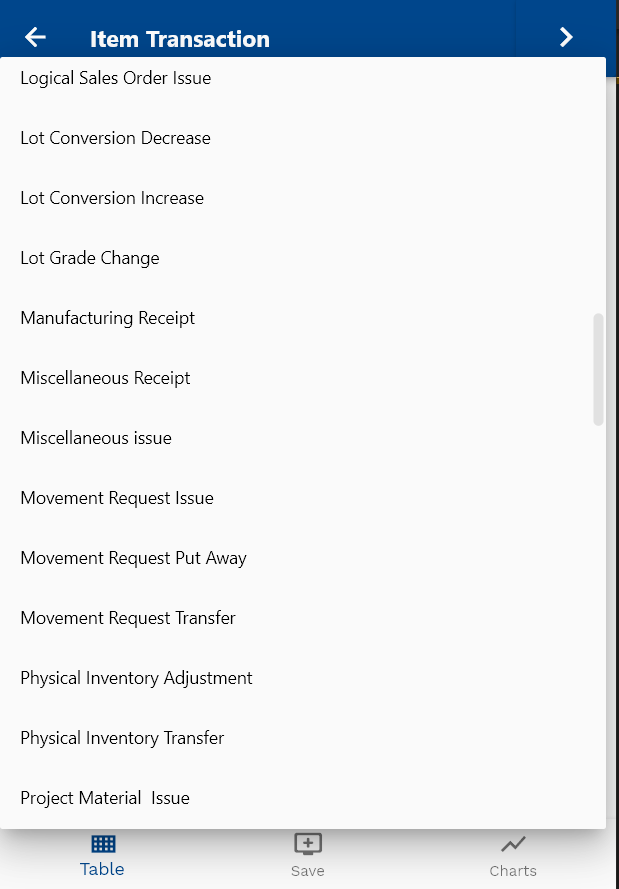 Item Transaction
Logical Sales Order Issue
Lot Conversion Decrease
Lot Conversion Increase
Lot Grade Change
Manufacturing Receipt
Miscellaneous Receipt
Miscellaneous issue
Movement Request Issue
Movement Request Put Away
Movement Request Transfer
Physical Inventory Adjustment
Physical Inventory Transfer
Project Material  Issue
Table Save Charts